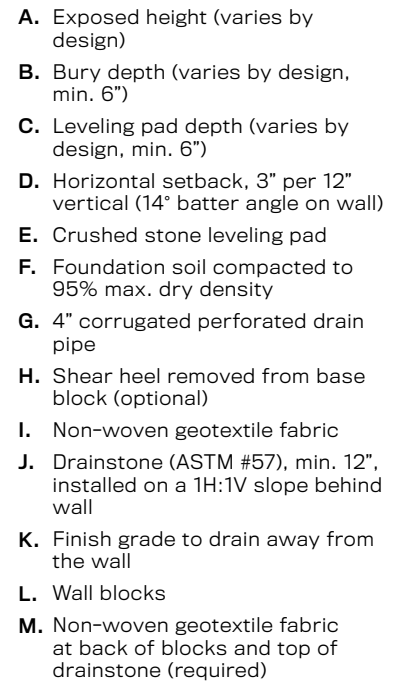 A. Exposed height (varies by
design)
B. Bury depth (varies by design,
min. 6”)
C. Leveling pad depth (varies by
design, min. 6”)
D. Horizontal setback, 3” per 12”
vertical (14° batter angle on wall)
E. Crushed stone leveling pad
F. Foundation soil compacted to
95% max. dry density
G. 4” corrugated perforated drain
pipe
H. Shear heel removed from base
block (optional)
I. Non-woven geotextile fabric
J. Drainstone (ASTM #57), min. 12”,
installed on a 1H:1V slope behind
wall
K. Finish grade to drain away from
the wall
L. Wall blocks
M. Non-woven geotextile fabric
at back of blocks and top of
drainstone (required)